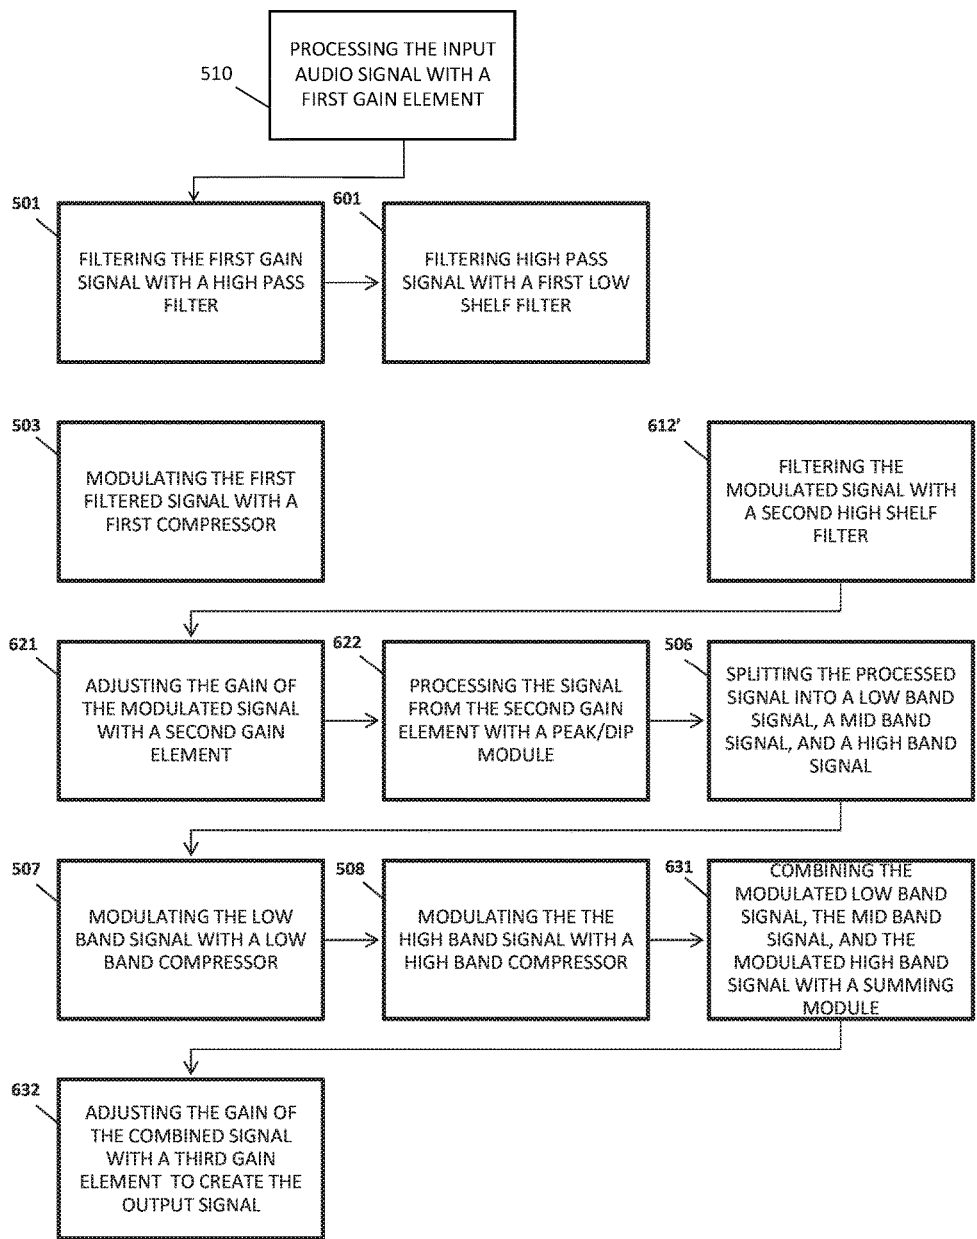 510
PROCESSING THE INPUT
AUDIO SIGNAL WITH A
FIRST GAIN ELEMENT
501
FILTERING THE FIRST GAIN
SIGNAL WITH A HIGH PASS
FILTER
601
FILTERING HIGH PASS
SIGNAL WITH A FIRST LOW
SHELF FILTER
503
MODULATING THE FIRST
FILTERED SIGNAL WITH A
FIRST COMPRESSOR
612'
FILTERING THE
MODULATED SIGNAL WITH
A SECOND HIGH SHELF
FILTER
621
ADJUSTING THE GAIN OF
THE MODULATED SIGNAL
WITH A SECOND GAIN
ELEMENT
622
PROCESSING THE SIGNAL
FROM THE SECOND GAIN
ELEMENT WITH A PEAK/DIP
MODULE
506
SPLITTING THE PROCESSED
SIGNAL INTO A LOW BAND
SIGNAL, A MID BAND
SIGNAL, AND A HIGH BAND
SIGNAL
507
MODULATING THE LOW
BAND SIGNAL WITH A LOW
BAND COMPRESSOR
508
MODULATING THE THE
HIGH BAND SIGNAL WITH A
HIGH BAND COMPRESSOR
631
COMBINING THE
MODULATED LOW BAND
SIGNAL, THE MID BAND
SIGNAL, AND THE
MODULATED HIGH BAND
SIGNAL WITH A SUMMING
MODULE
632
ADJUSTING THE GAIN OF
THE COMBINED SIGNAL
WITH A THIRD GAIN
ELEMENT TO CREATE THE
OUTPUT SIGNAL